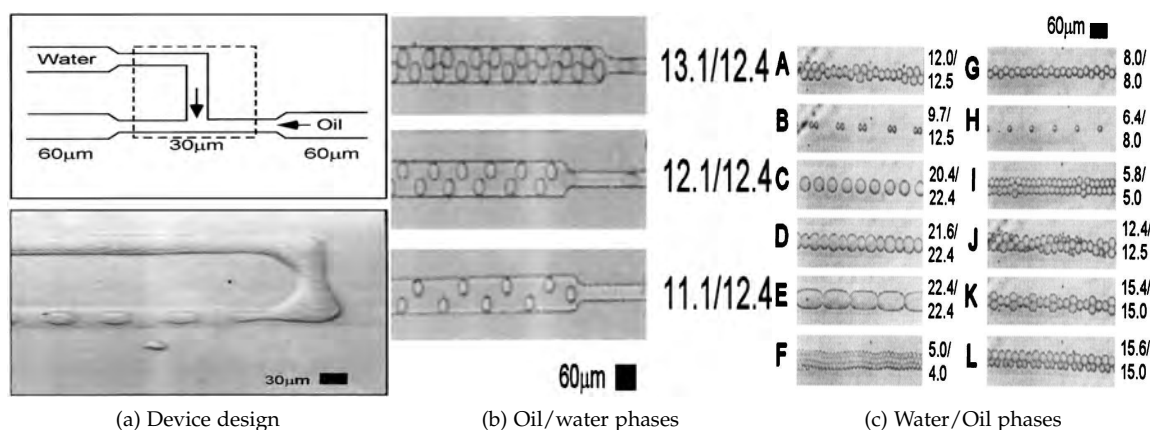 Water
Oil
60μm
30μm
60μm
30μm
13.1/12.4
12.1/12.4
11.1/12.4
60μm
60μm
A
12.0/
12.5
B
9.7/
12.5
C
20.4/
22.4
D
21.6/
22.4
E
22.4/
22.4
F
5.0/
4.0
G
8.0/
8.0
H
6.4/
8.0
I
5.8/
5.0
J
12.4/
12.5
K
15.4/
15.0
L
15.6/
15.0
(a) Device design
(b) Oil/water phases
(c) Water/Oil phases